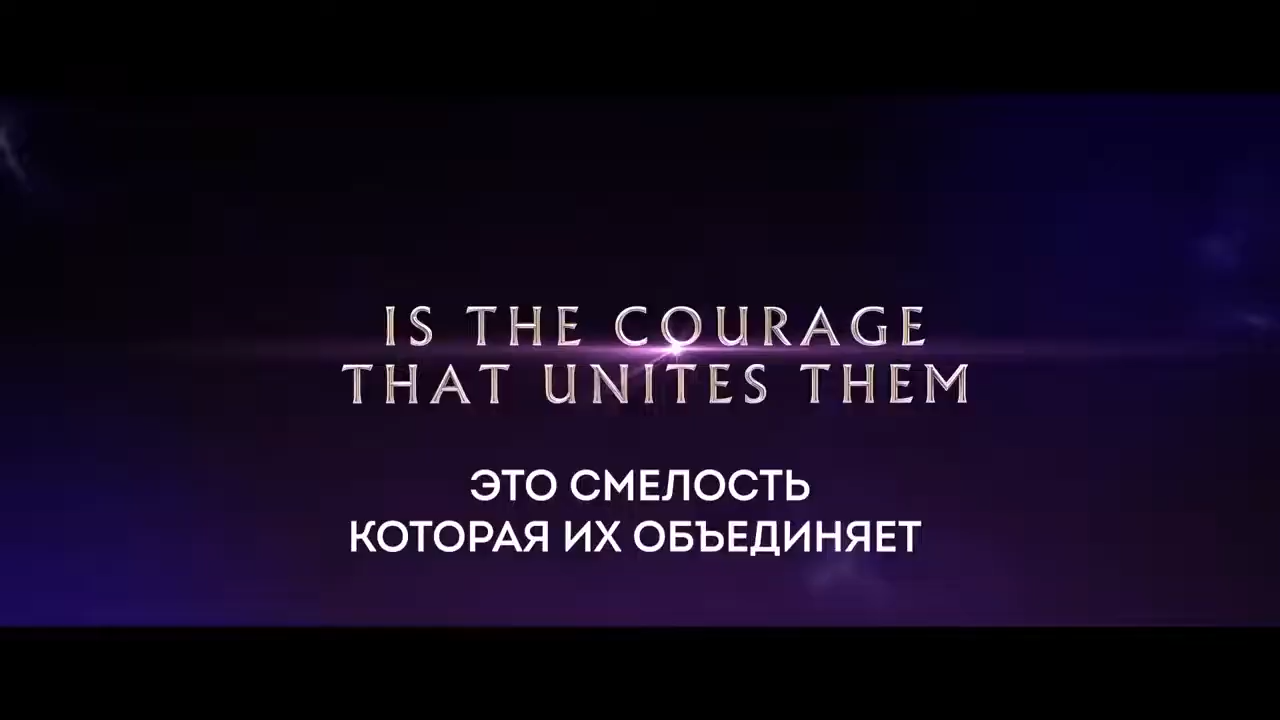 IS THE COURAGE
THAT UNITES THEM
ЭТО СМЕЛОСТЬ
КОТОРАЯ ИХ ОБЪЕДИНЯЕТ